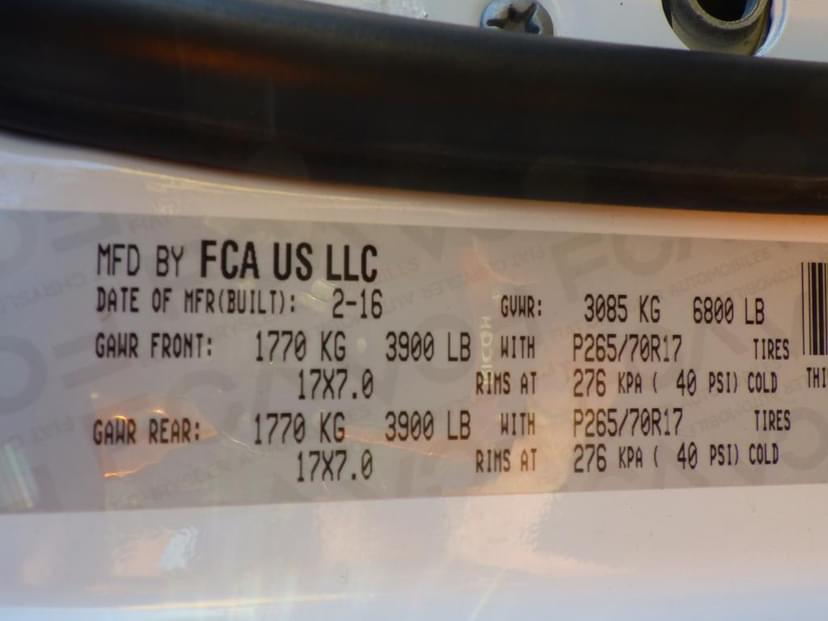 MFD BY FCA US LLC
DATE OF MFR(BUILT): 2-16 GVWR: 3085 KG 6800 LB
GAWR FRONT: 1770 KG 3900 LB WITH P265/70R17 TIRES
17X7.0 RIMS AT 276 KPA ( 40 PSI) COLD THI
GAWR REAR: 1770 KG 3900 LB WITH P265/70R17 TIRES
17X7.0 RIMS AT 276 KPA ( 40 PSI) COLD